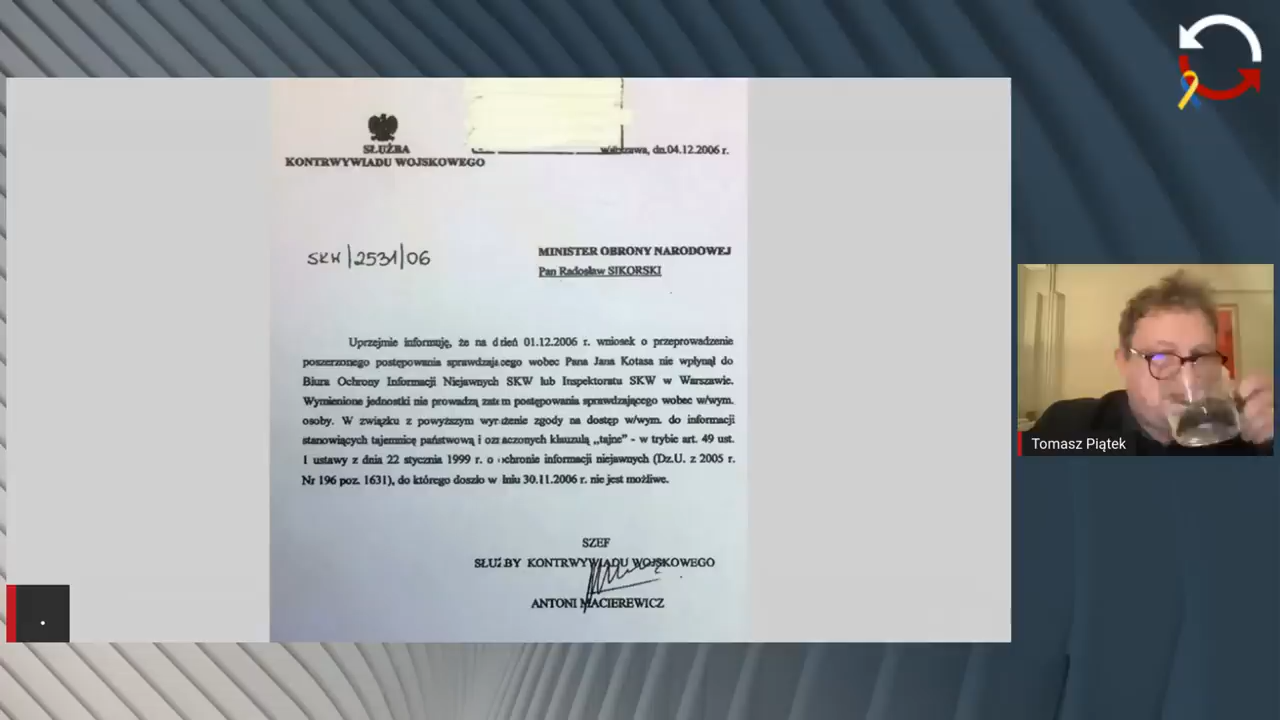 SŁUŻBA
KONTRWYWIADU WOJSKOWEGO
Warszawa, dn.04.12.2006 r.
SKW/2531/06
MINISTER OBRONY NARODOWEJ
Pan Radosław SIKORSKI
Uprzejmie informuję, że na dzień 01.12.2006 r. wniosek o przeprowadzenie
poszerzonego postępowania sprawdzającego wobec Pana Jana Kotasa nie wpłynął do
Biura Ochrony Informacji Niejawnych SKW lub Inspektoratu SKW w Warszawie.
Wymienione jednostki nie prowadzą zatem postępowania sprawdzającego wobec w/wym.
osoby. W związku z powyższym wyrażenie zgody na dostęp w/wym. do informacji
stanowiących tajemnicę państwową i oznaczonych klauzulą „tajne" - w trybie art. 49 ust.
1 ustawy z dnia 22 stycznia 1999 r. o ochronie informacji niejawnych (Dz.U. z 2005 r.
Nr 196 poz. 1631), do którego doszło w dniu 30.11.2006 r. nie jest możliwe.
SZEF
SŁUŻBY KONTRWYWIADU WOJSKOWEGO
ANTONI MACIEREWICZ
Tomasz Piątek
.